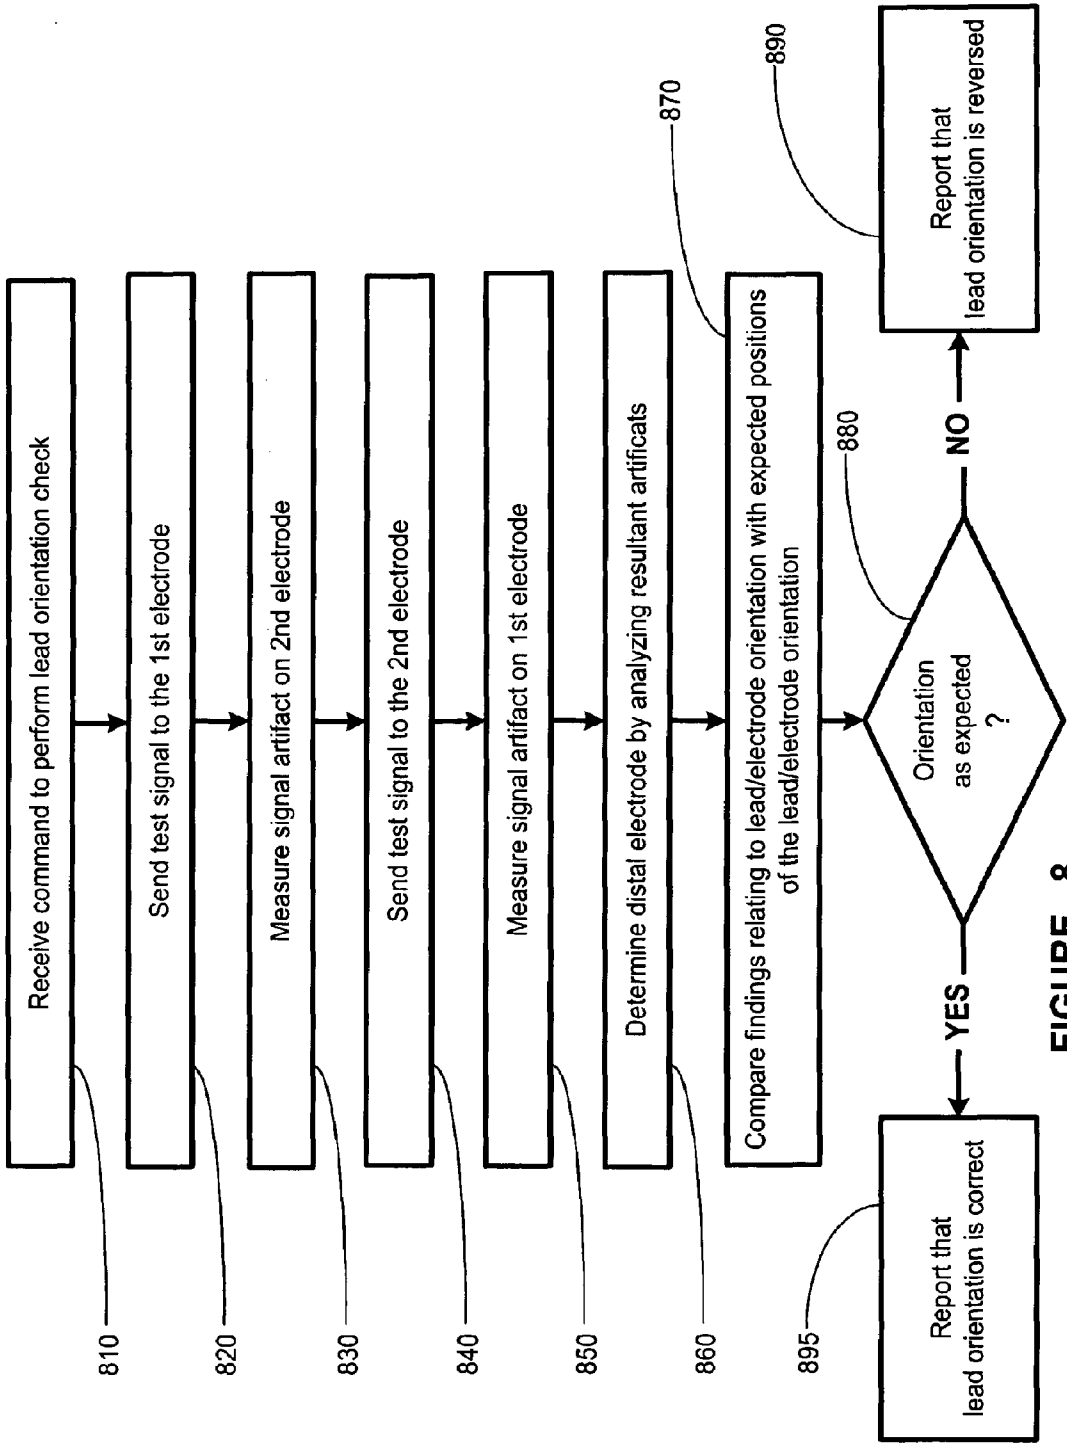 Receive command to perform lead orientation check
810
Send test signal to the 1st electrode
820
Measure signal artifact on 2nd electrode
830
Send test signal to the 2nd electrode
840
Measure signal artifact on 1st electrode
850
Determine distal electrode by analyzing resultant artificats
860
Compare findings relating to lead/electrode orientation with expected positions
of the lead/electrode orientation
870
Orientation
as expected
?
880
YES
NO
Report that
lead orientation is correct
895
Report that
lead orientation is reversed
890
FIGURE 8